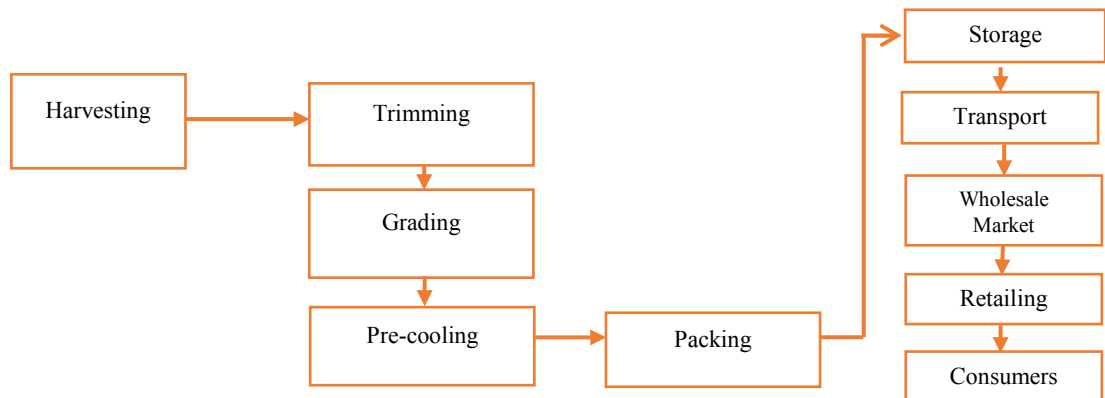 Harvesting
Trimming
Grading
Pre-cooling
Packing
Storage
Transport
Wholesale
Market
Retailing
Consumers